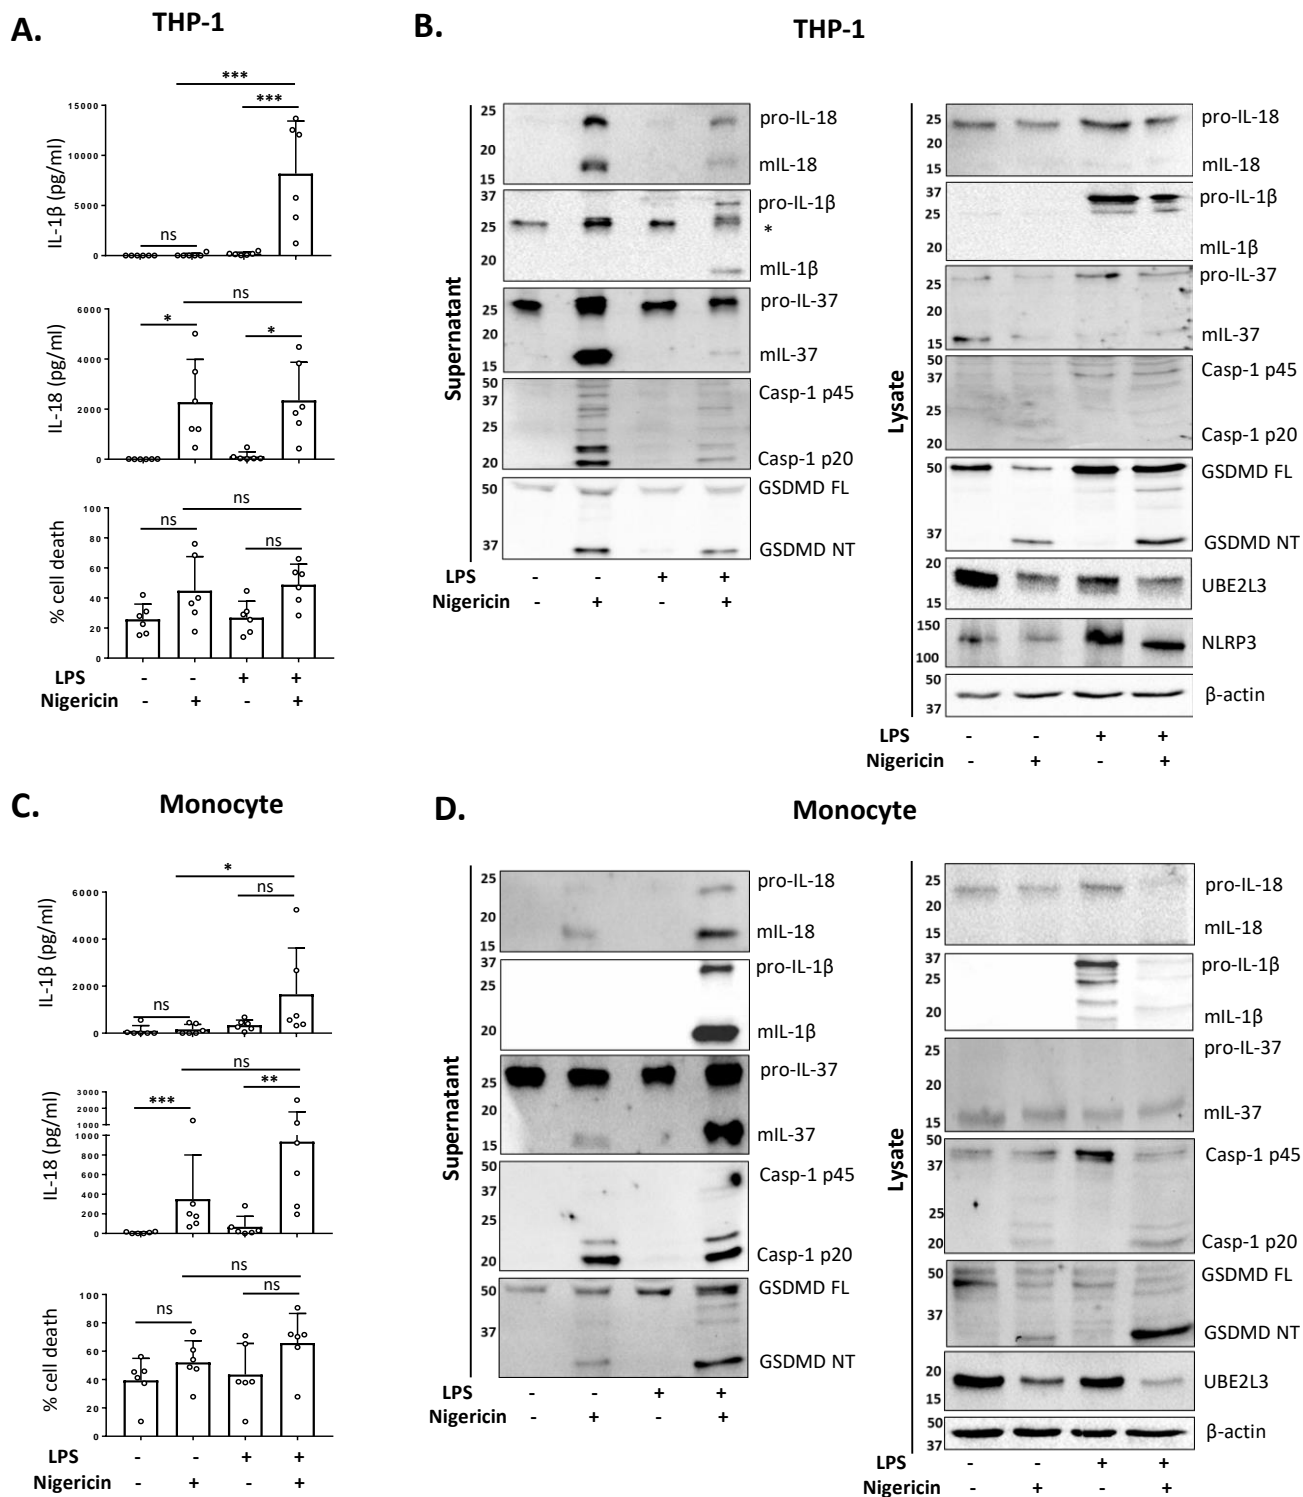 A.
THP-1
***
***
IL-1β (pg/ml)
15000
10000
5000
0
ns
ns
*
*
IL-18 (pg/ml)
6000
4000
2000
0
ns
ns
ns
% cell death
100
80
60
40
20
0
LPS - - + +
Nigericin - + - +
B.
THP-1
Supernatant
25
20
15
pro-IL-18
mIL-18
37
25
20
pro-IL-1β
*
mIL-1β
25
20
15
pro-IL-37
mIL-37
50
37
25
20
Casp-1 p45
Casp-1 p20
50
37
GSDMD FL
GSDMD NT
LPS - - + +
Nigericin - + - +
Lysate
25
20
15
pro-IL-18
mIL-18
37
25
20
pro-IL-1β
mIL-1β
25
20
15
pro-IL-37
mIL-37
50
37
25
20
Casp-1 p45
Casp-1 p20
50
37
GSDMD FL
GSDMD NT
20
15
UBE2L3
150
100
NLRP3
50
37
β-actin
LPS - - + +
Nigericin - + - +
C.
Monocyte
*
ns
ns
IL-1β (pg/ml)
6000
4000
2000
0
ns
**
***
IL-18 (pg/ml)
3000
2000
1000
1000
800
600
400
200
0
ns
ns
ns
% cell death
100
80
60
40
20
0
LPS - - + +
Nigericin - + - +
D.
Monocyte
Supernatant
25
20
15
pro-IL-18
mIL-18
37
25
20
pro-IL-1β
mIL-1β
25
20
15
pro-IL-37
mIL-37
50
37
25
20
Casp-1 p45
Casp-1 p20
50
37
GSDMD FL
GSDMD NT
LPS - - + +
Nigericin - + - +
Lysate
25
20
15
pro-IL-18
mIL-18
37
25
20
pro-IL-1β
mIL-1β
25
20
15
pro-IL-37
mIL-37
50
37
25
20
Casp-1 p45
Casp-1 p20
50
37
GSDMD FL
GSDMD NT
20
15
UBE2L3
50
37
β-actin
LPS - - + +
Nigericin - + - +